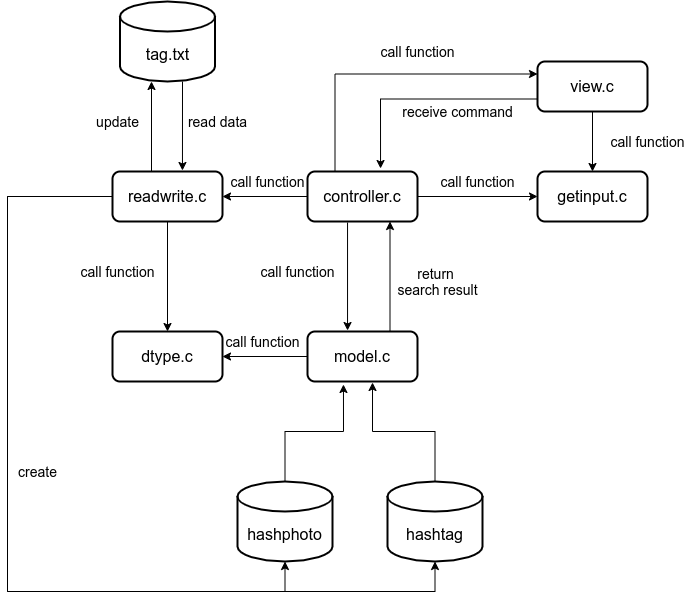 call function
tag.txt
view.c
receive command
update
read data
call function
call function
call function
readwrite.c
controller.c
getinput.c
call function
call function
return
search result
call function
dtype.c
model.c
create
hashphoto
hashtag